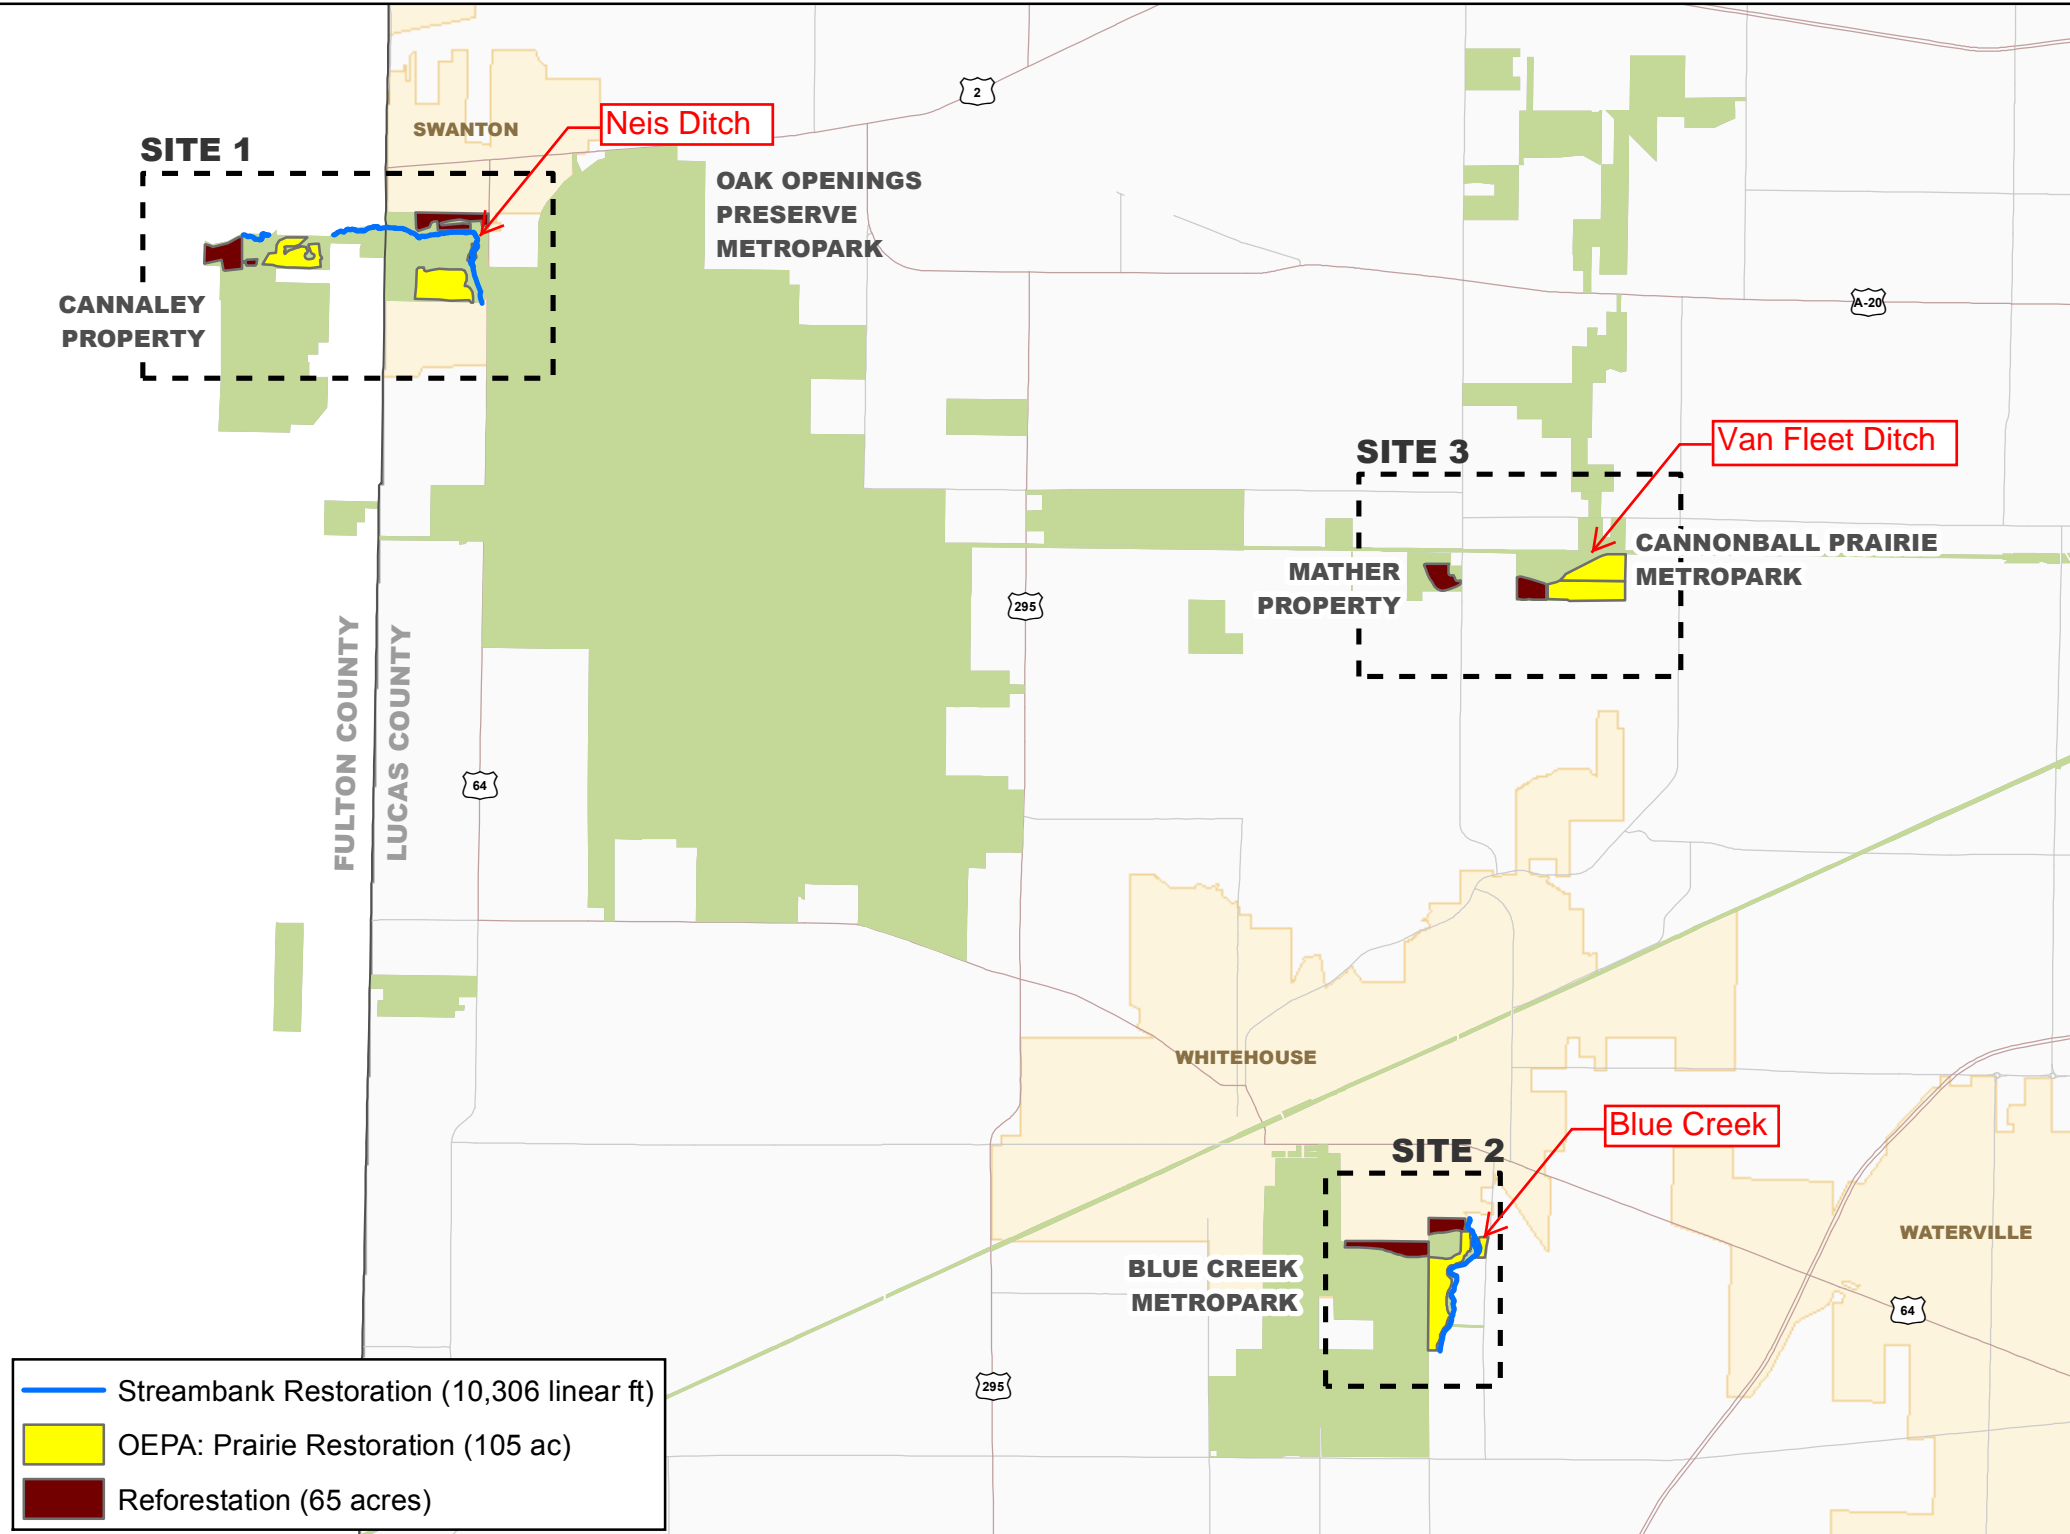 2
SWANTON
Neis Ditch
SITE 1
OAK OPENINGS
PRESERVE
METROPARK
CANNALEY
PROPERTY
A-20
Van Fleet Ditch
SITE 3
CANNONBALL PRAIRIE
METROPARK
MATHER
PROPERTY
295
FULTON COUNTY
LUCAS COUNTY
64
WHITEHOUSE
Blue Creek
SITE 2
WATERVILLE
BLUE CREEK
METROPARK
64
295
Streambank Restoration (10,306 linear ft)
OEPA: Prairie Restoration (105 ac)
Reforestation (65 acres)